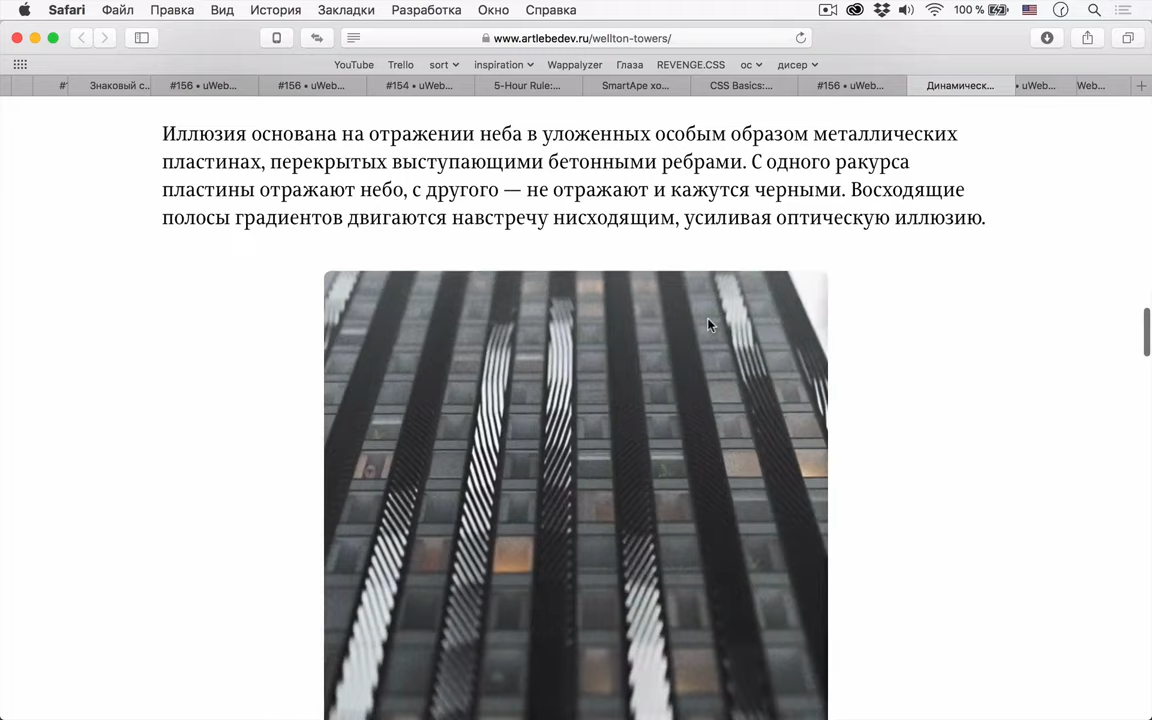 Safari Файл Правка Вид История Закладки Разработка Окно Справка 100 %
www.artlebedev.ru/wellton-towers/
YouTube Trello sort inspiration Wappalyzer Глаза REVENGE.CSS ос дисер
#' Знаковый с... #156 • uWeb... #156 • uWeb... #154 • uWeb... 5-Hour Rule:... SmartApe хо... CSS Basics:... #156 • uWeb... Динамическ... • uWeb... Web...
Иллюзия основана на отражении неба в уложенных особым образом металлических
пластинах, перекрытых выступающими бетонными ребрами. С одного ракурса
пластины отражают небо, с другого — не отражают и кажутся черными. Восходящие
полосы градиентов двигаются навстречу нисходящим, усиливая оптическую иллюзию.